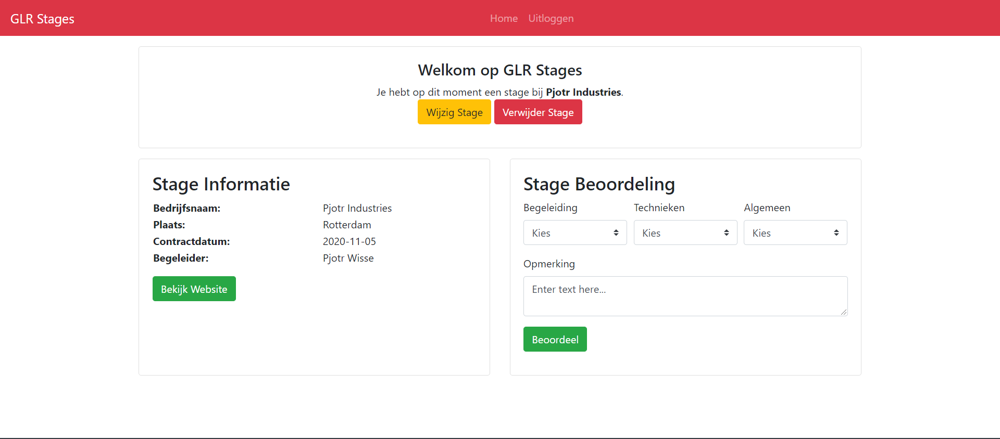 GLR Stages
Home Uitloggen
Welkom op GLR Stages
Je hebt op dit moment een stage bij Pjotr Industries.
Wijzig Stage Verwijder Stage
Stage Informatie
Bedrijfsnaam: Pjotr Industries
Plaats: Rotterdam
Contractdatum: 2020-11-05
Begeleider: Pjotr Wisse
Bekijk Website
Stage Beoordeling
Begeleiding Technieken Algemeen
Kies Kies Kies
Opmerking
Enter text here...
Beoordeel